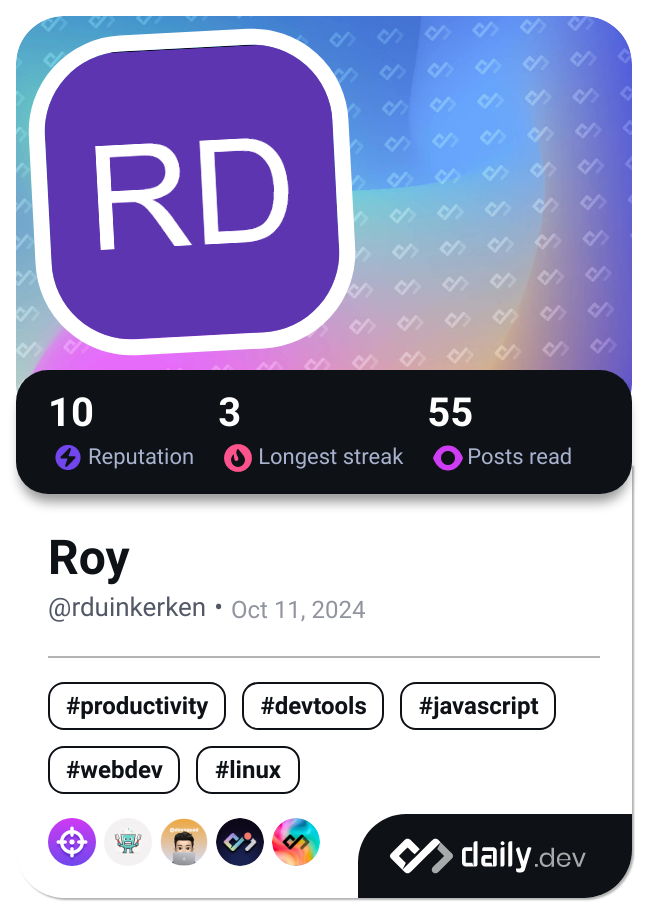 RD
10 3 55
Reputation Longest streak Posts read
Roy
@rduinkerken • Oct 11, 2024
#productivity #devtools #javascript
#webdev #linux
daily.dev